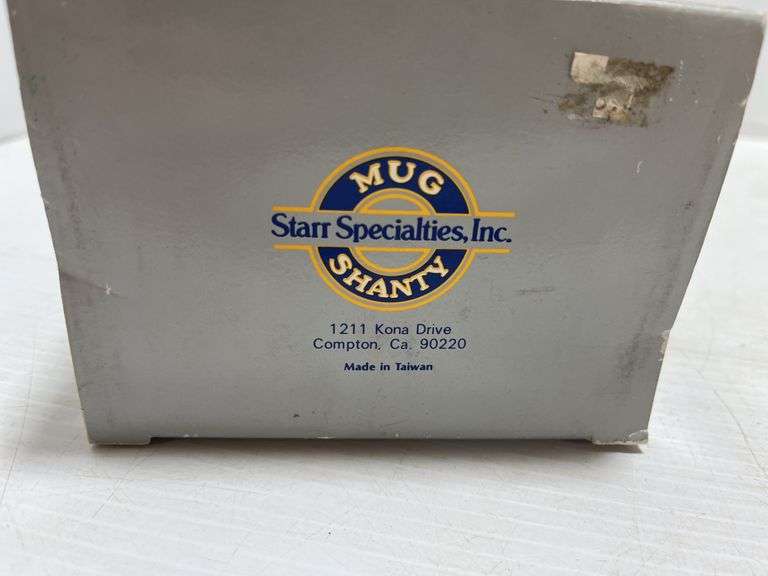 MUG
Starr Specialties, Inc.
SHANTY
1211 Kona Drive
Compton, Ca. 90220
Made in Taiwan